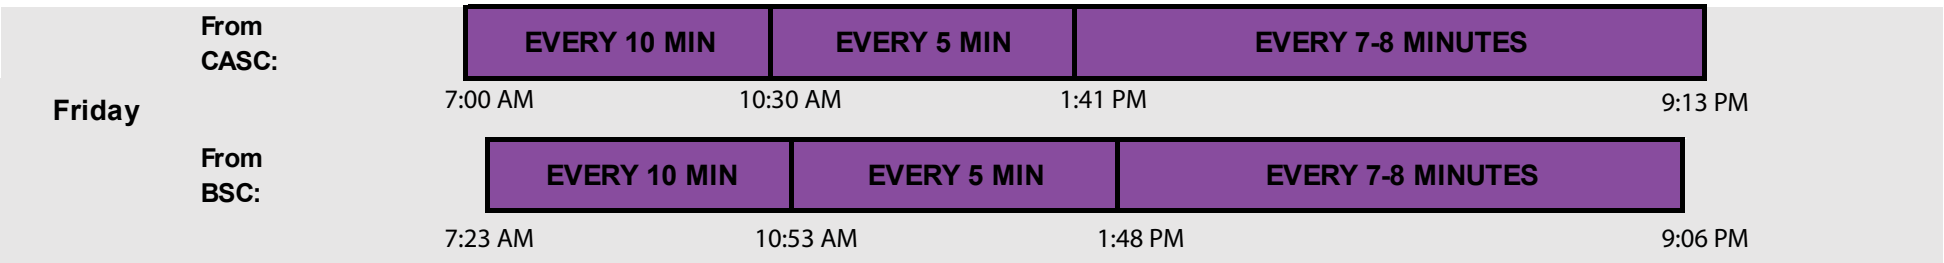 From
CASC:
EVERY 10 MIN
EVERY 5 MIN
EVERY 7-8 MINUTES
7:00 AM
10:30 AM
1:41 PM
9:13 PM
Friday
From
BSC:
EVERY 10 MIN
EVERY 5 MIN
EVERY 7-8 MINUTES
7:23 AM
10:53 AM
1:48 PM
9:06 PM